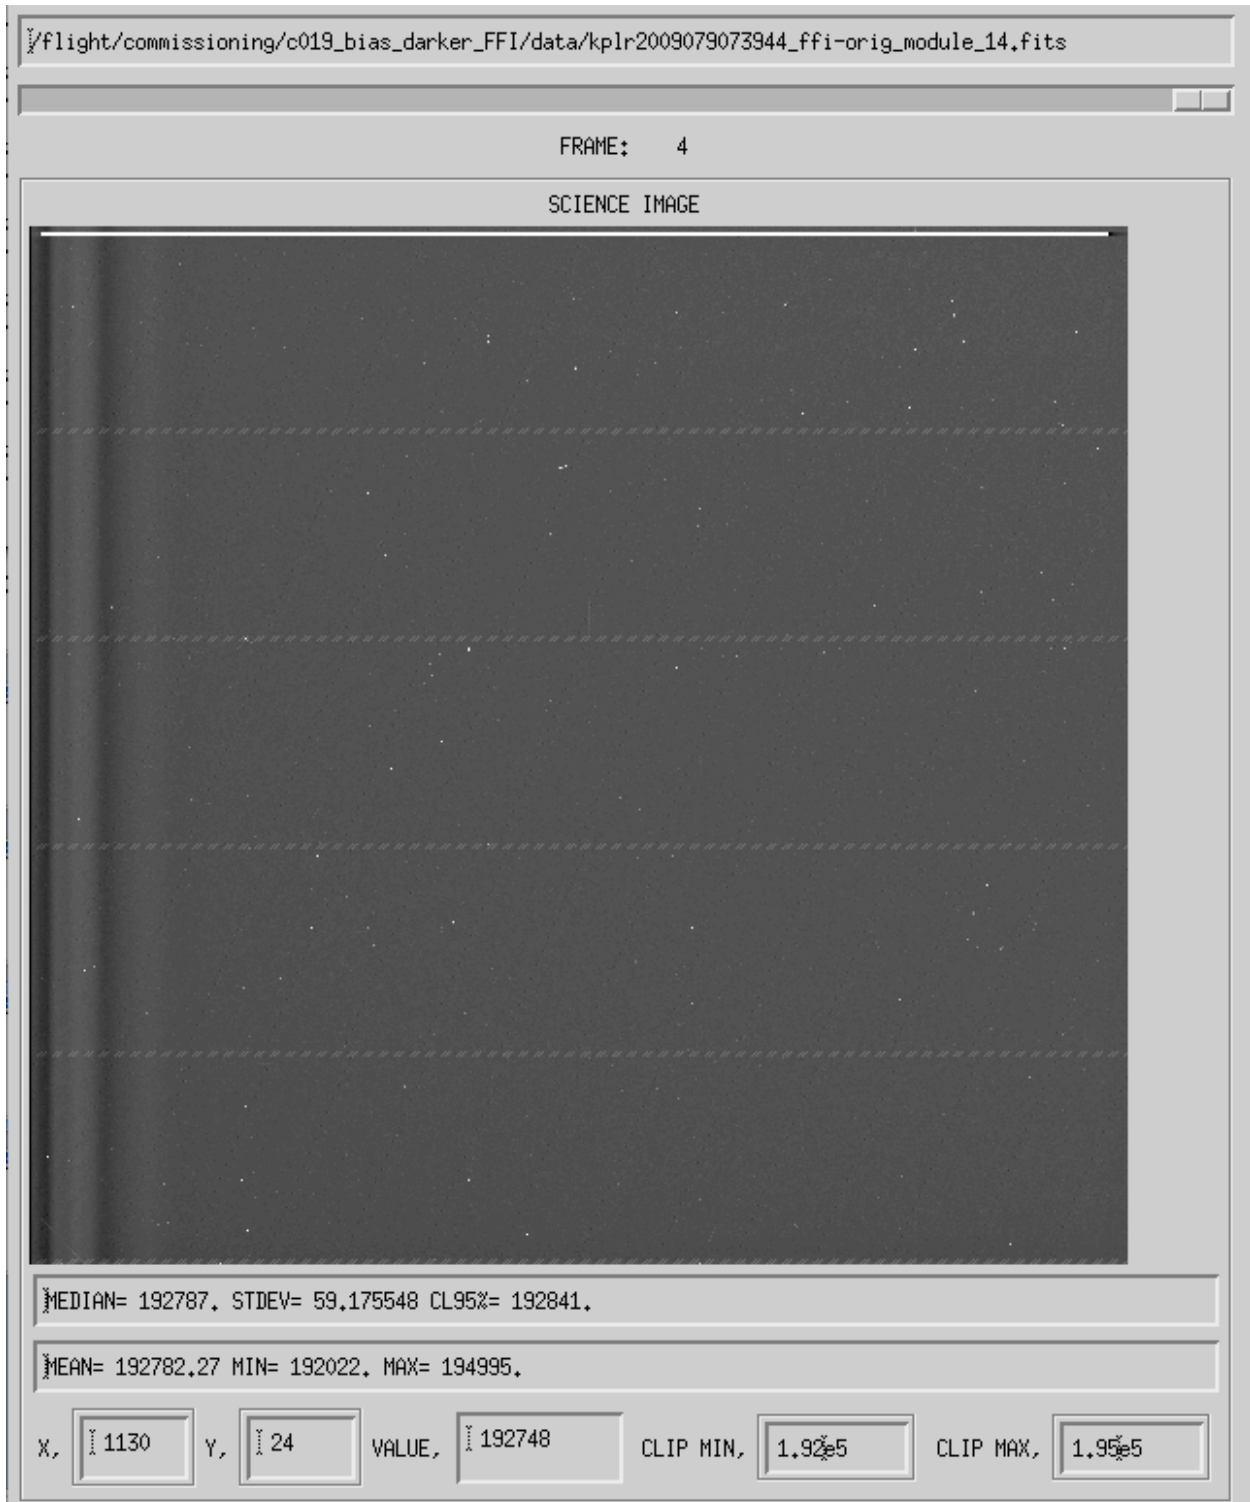 /flight/commissioning/c019_bias_darker_FFI/data/kplr2009079073944_ffi-orig_module_14.fits
FRAME: 4
SCIENCE IMAGE
MEDIAN= 192787. STDEV= 59.175548 CL95%= 192841.
MEAN= 192782.27 MIN= 192022. MAX= 194995.
X, 1130 Y, 24 VALUE, 192748 CLIP MIN, 1.92e5 CLIP MAX, 1.95e5